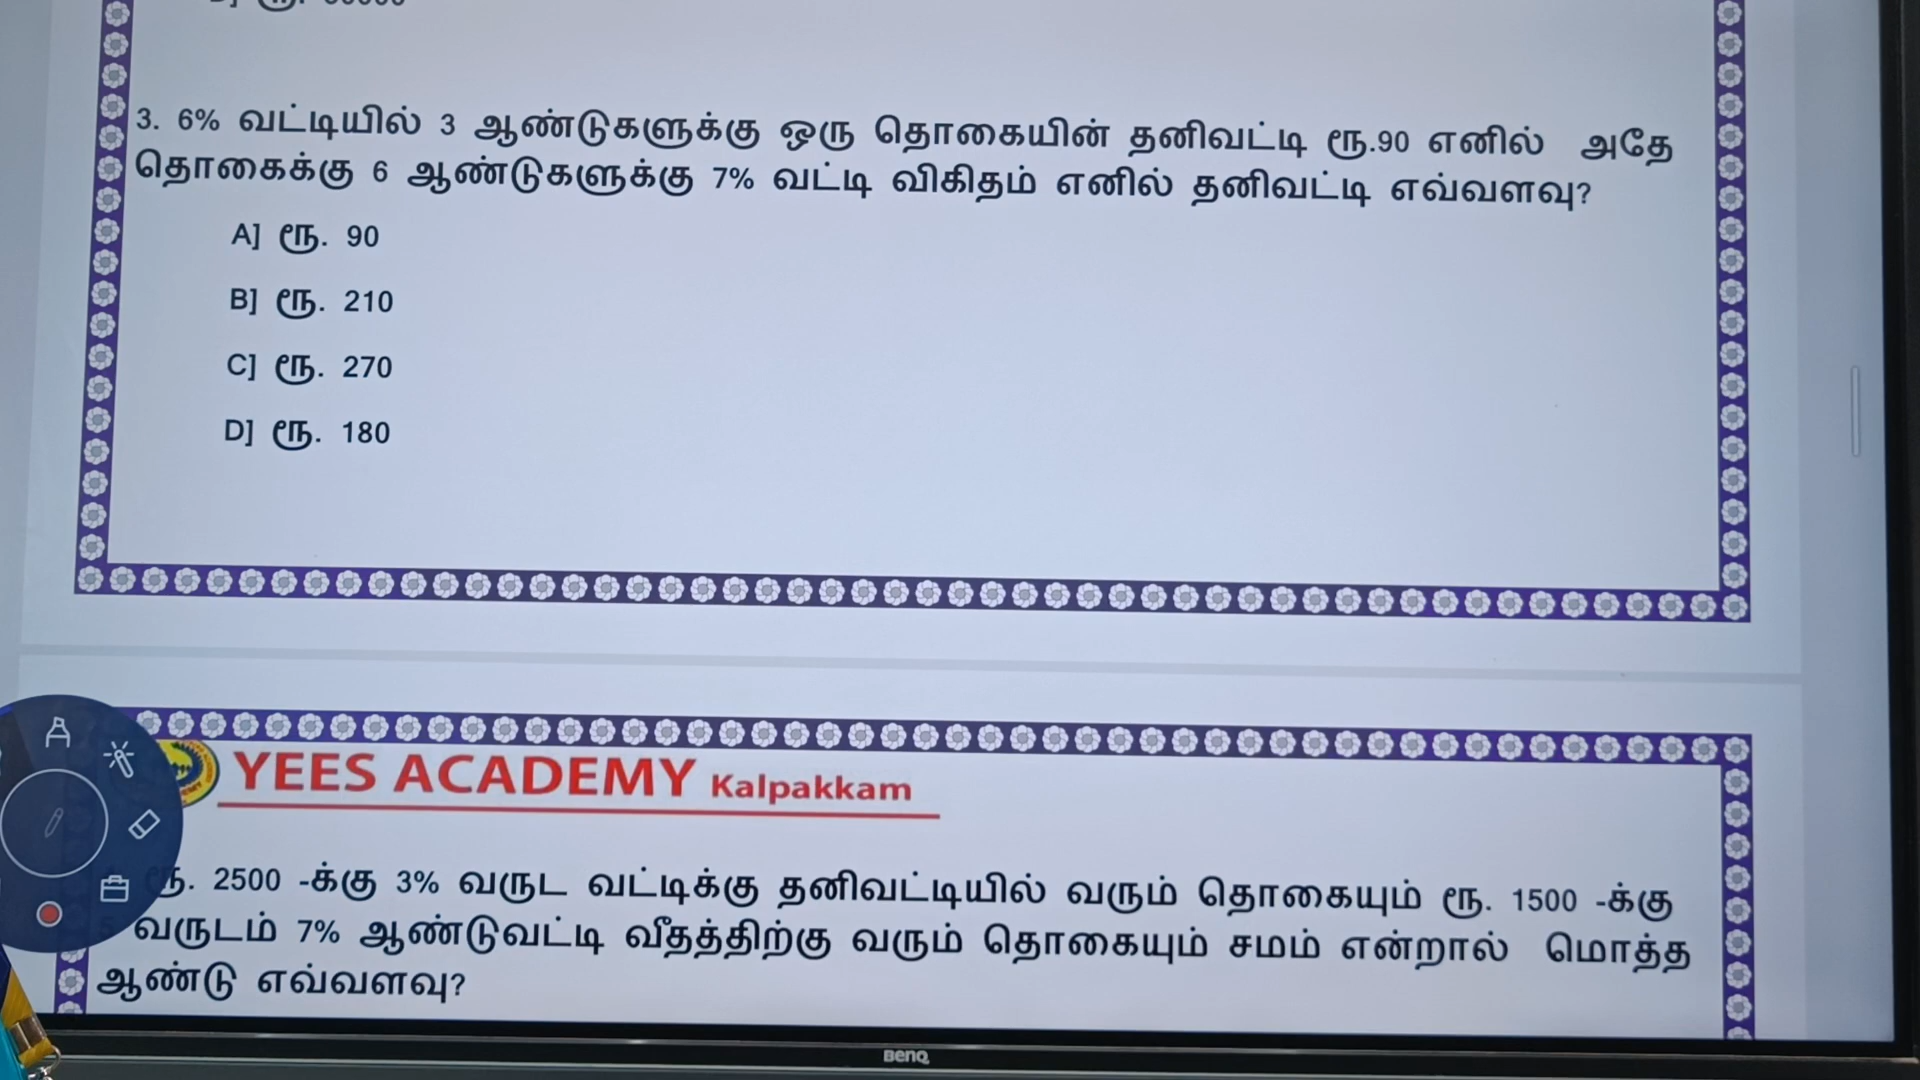 3. 6% வட்டியில் 3 ஆண்டுகளுக்கு ஒரு தொகையின் தனிவட்டி ரூ.90 எனில் அதே
தொகைக்கு 6 ஆண்டுகளுக்கு 7% வட்டி விகிதம் எனில் தனிவட்டி எவ்வளவு?
A] ரூ. 90
B] ரூ. 210
C] ரூ. 270
D] ரூ. 180
YEES ACADEMY Kalpakkam
ரூ. 2500 -க்கு 3% வருட வட்டிக்கு தனிவட்டியில் வரும் தொகையும் ரூ. 1500 -க்கு
5 வருடம் 7% ஆண்டுவட்டி வீதத்திற்கு வரும் தொகையும் சமம் என்றால் மொத்த
ஆண்டு எவ்வளவு?
BenQ